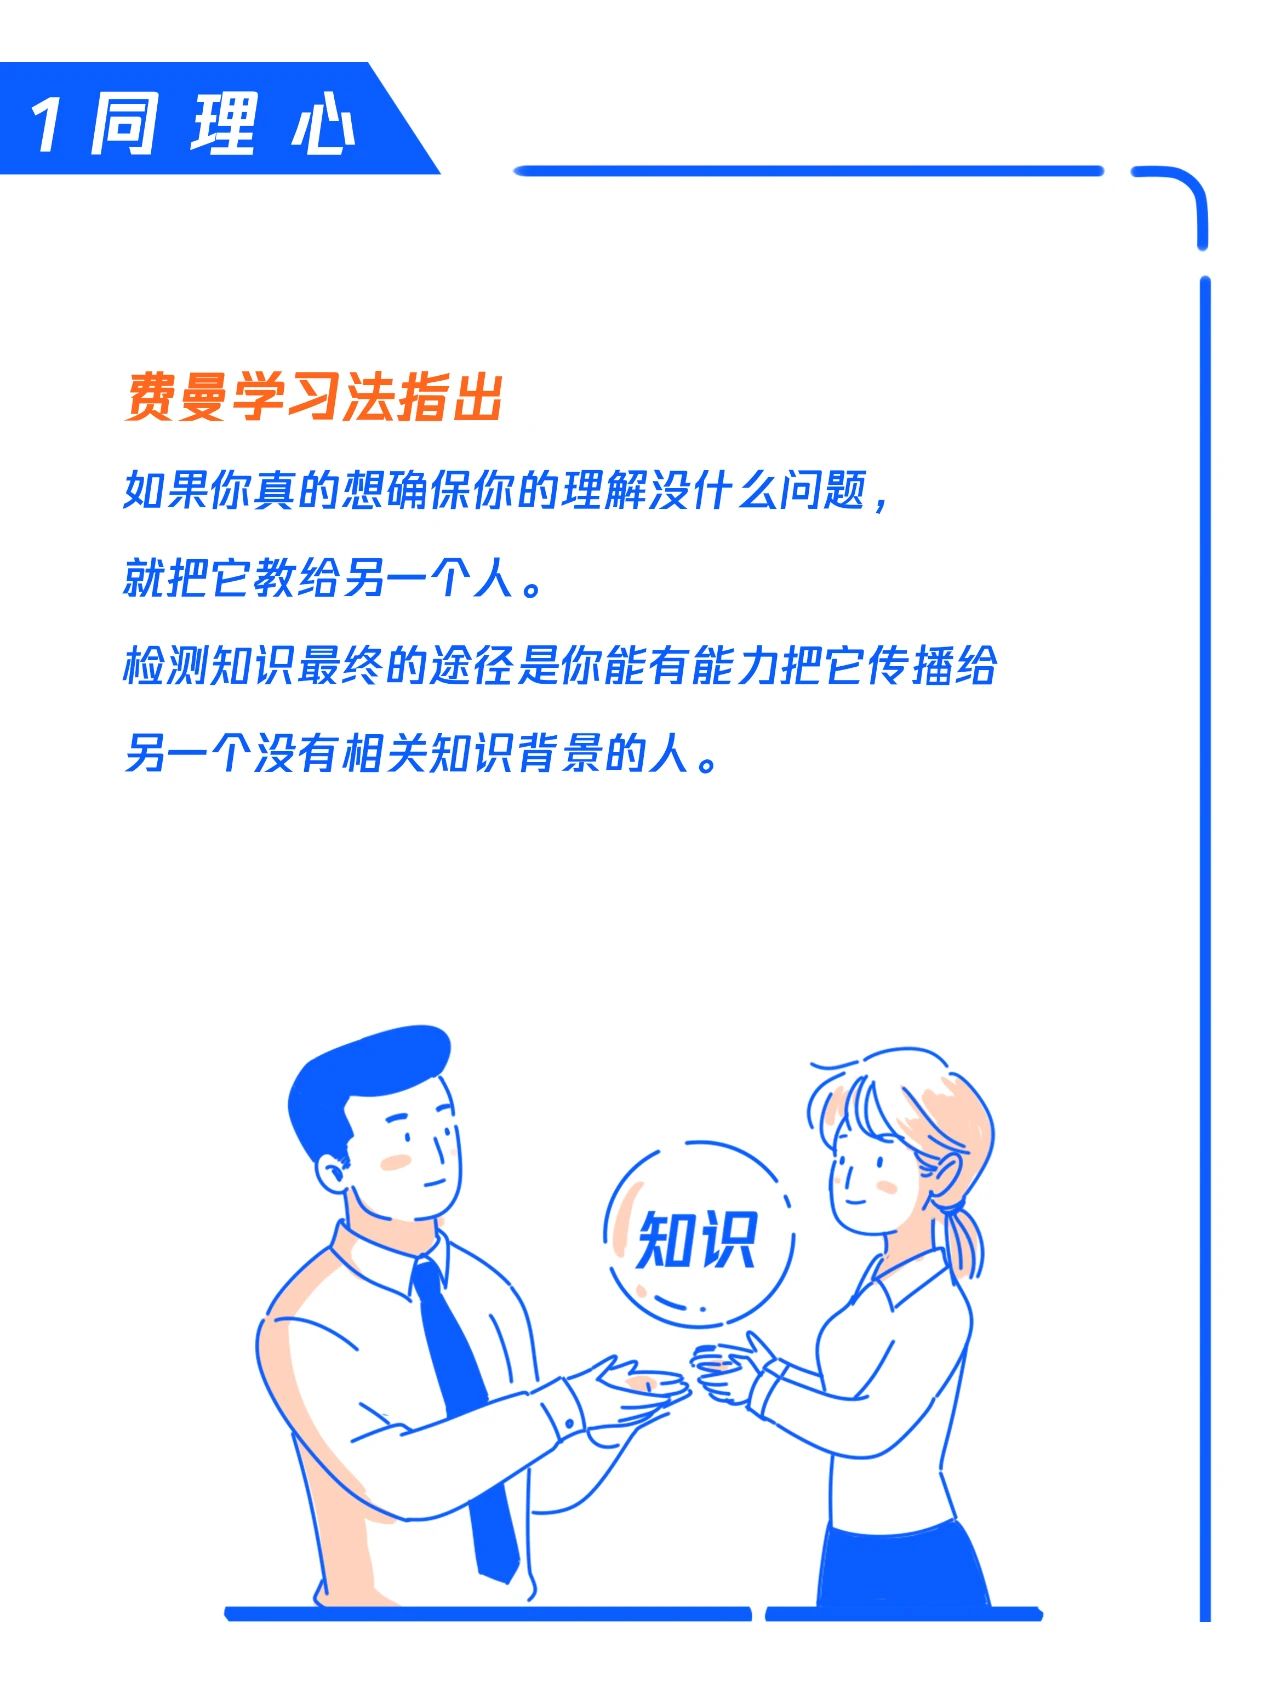 1 同理心
费曼学习法指出
如果你真的想确保你的理解没什么问题，
就把它教给另一个人。
检测知识最终的途径是你能有能力把它传播给
另一个没有相关知识背景的人。
知识